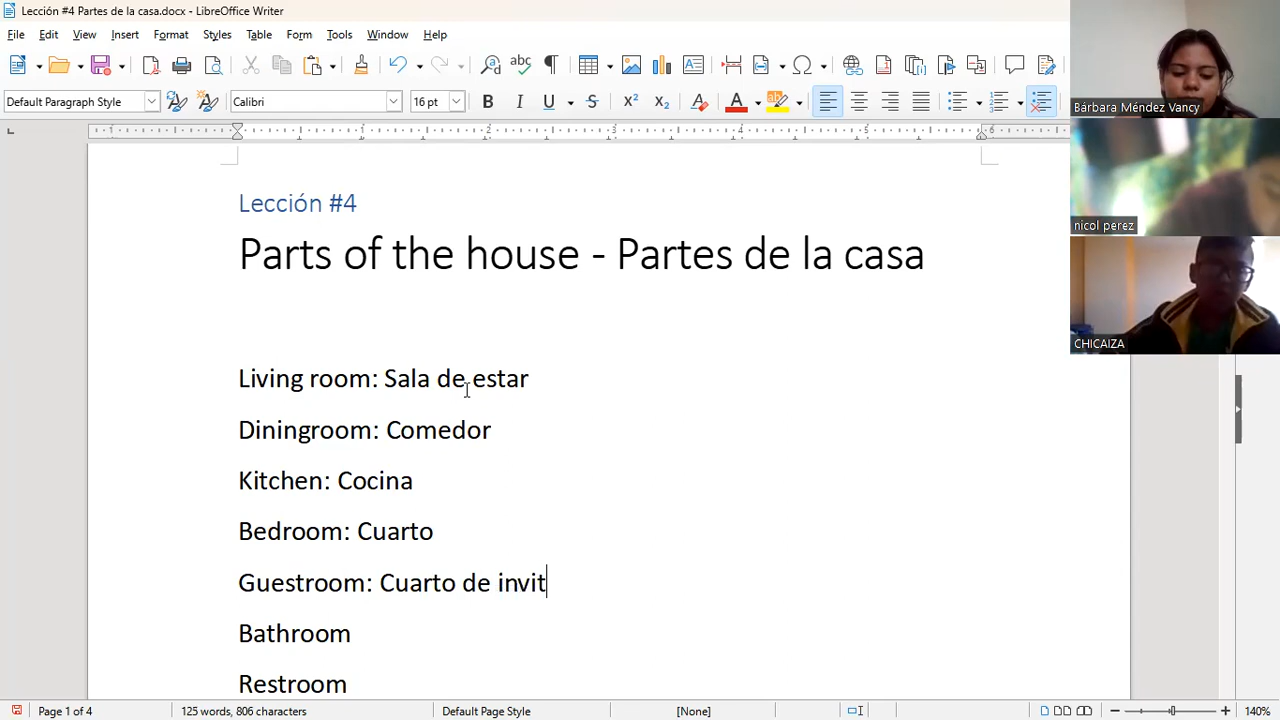 Lección #4 Partes de la casa.docx - LibreOffice Writer
File Edit View Insert Format Styles Table Form Tools Window Help
Default Paragraph Style Calibri 16 pt
Lección #4
Parts of the house - Partes de la casa
Living room: Sala de estar
Diningroom: Comedor
Kitchen: Cocina
Bedroom: Cuarto
Guestroom: Cuarto de invit
Bathroom
Restroom
Bárbara Méndez Vancy
nicol perez
CHICAIZA
Page 1 of 4 125 words, 806 characters Default Page Style [None] 140%